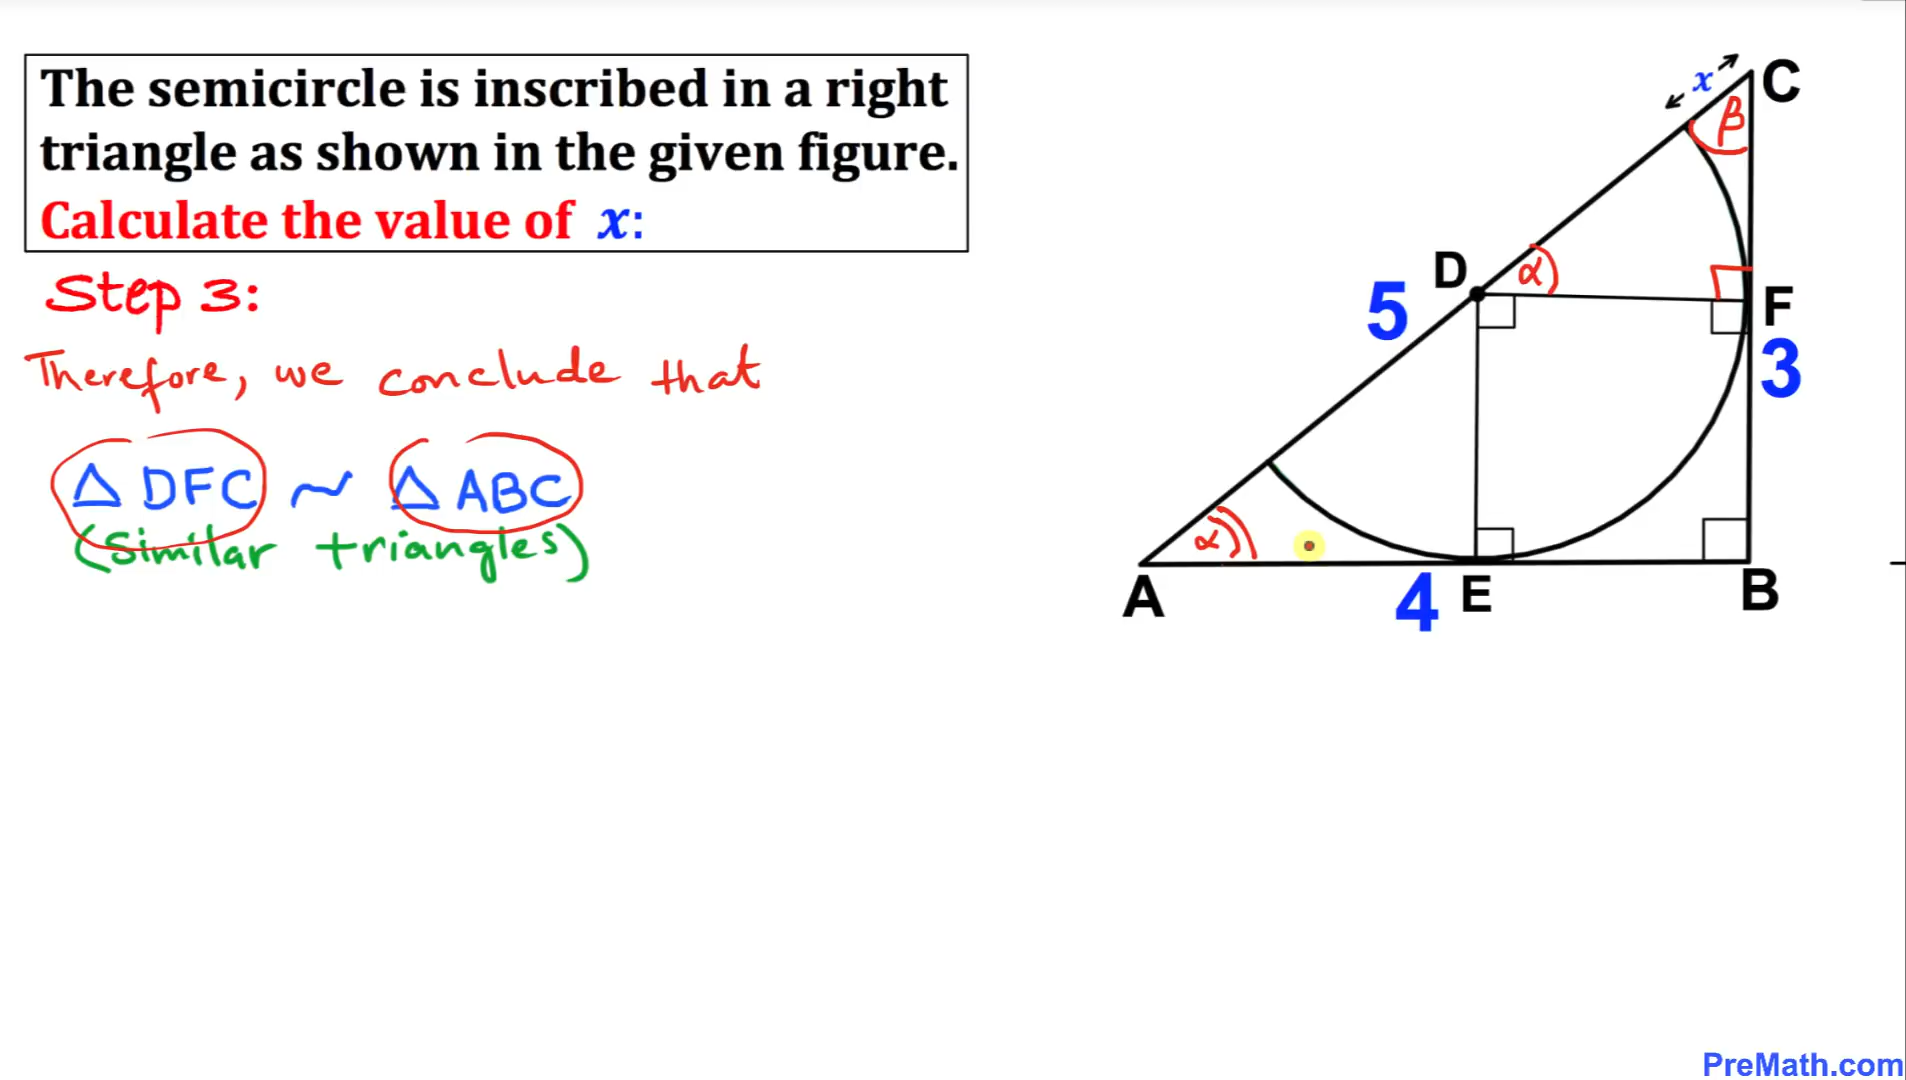 The semicircle is inscribed in a right
triangle as shown in the given figure.
Calculate the value of x:
Step 3:
Therefore, we conclude that
△ DFC ~ △ ABC
(Similar triangles)
x
C
β
D
α
5
F
3
α
A
4
E
B
PreMath.com